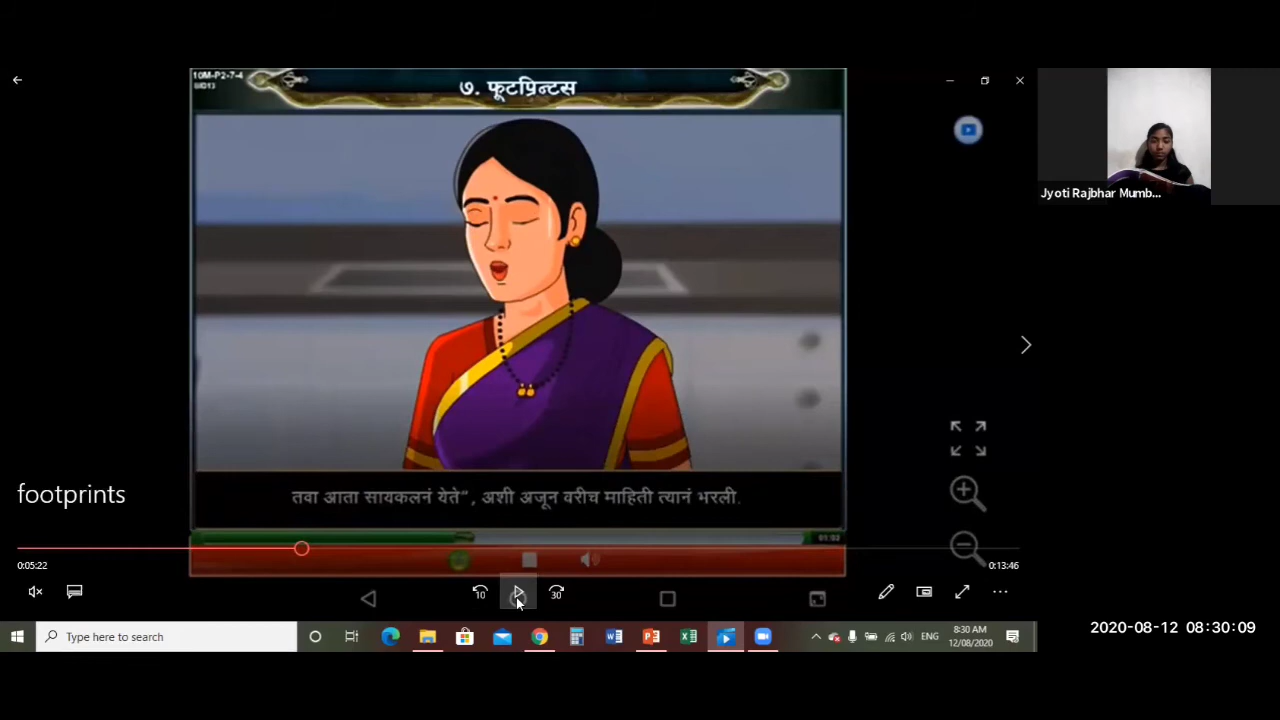 10M-P2-7-4
७. फूटप्रिन्टस
Jyoti Rajbhar Mumb...
footprints
तवा आता सायकलनं येते”, अशी अजून वरीच माहिती त्यानं भरली.
01:03
0:05:22
0:13:46
10
30
Type here to search
ENG
8:30 AM
12/08/2020
2020-08-12 08:30:09